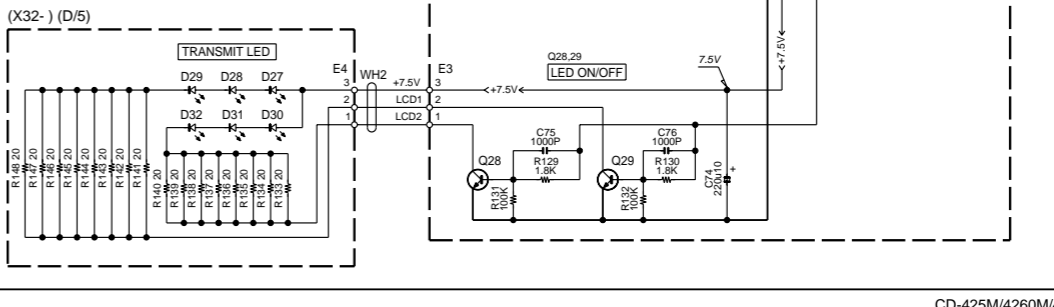 (X32- ) (D/5)
TRANSMIT LED
D29 D28 D27
D32 D31 D30
R148 20
R147 20
R146 20
R145 20
R144 20
R143 20
R142 20
R141 20
R140 20
R139 20
R138 20
R137 20
R136 20
R135 20
R134 20
R133 20
E4 WH2 E3
3 +7.5V 3
2 LCD1 2
1 LCD2 1
<+7.5V<
Q28,29
LED ON/OFF
7.5V
<+7.5V<
C75
1000P
R129
1.8K
Q28
R131
100K
C76
1000P
R130
1.8K
Q29
R132
100K
C74
220u10
+